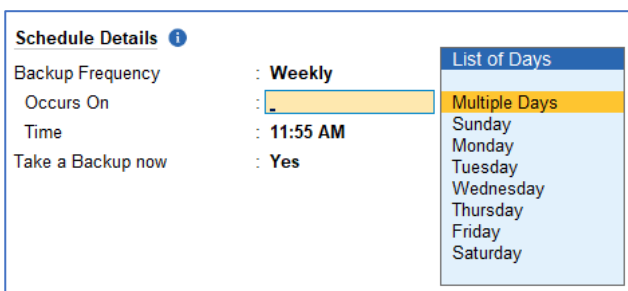 Schedule Details i
Backup Frequency : Weekly
Occurs On :
Time : 11:55 AM
Take a Backup now : Yes
List of Days
Multiple Days
Sunday
Monday
Tuesday
Wednesday
Thursday
Friday
Saturday